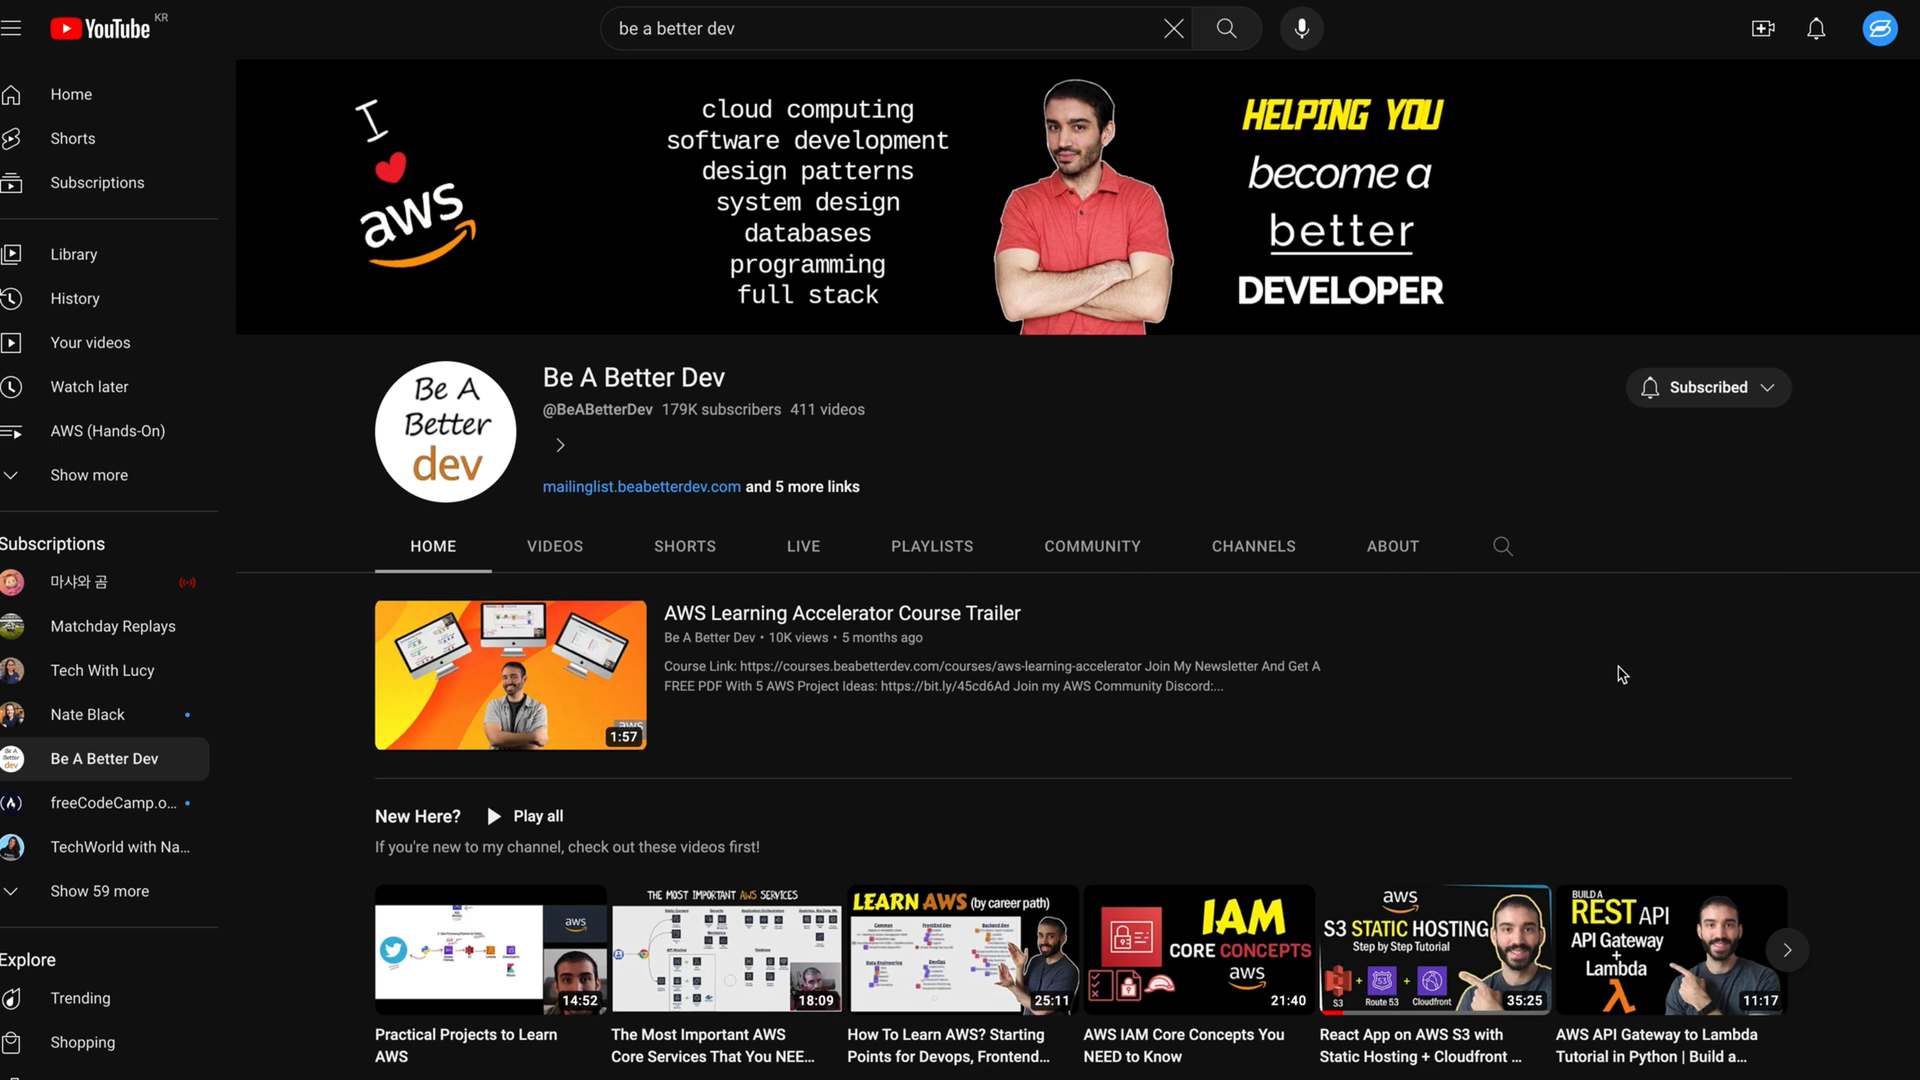 YouTube KR
be a better dev
Home
Shorts
Subscriptions
Library
History
Your videos
Watch later
AWS (Hands-On)
Show more
Subscriptions
마샤와 곰
Matchday Replays
Tech With Lucy
Nate Black
Be A Better Dev
freeCodeCamp.o...
TechWorld with Na...
Show 59 more
Explore
Trending
Shopping
I
aws
cloud computing
software development
design patterns
system design
databases
programming
full stack
HELPING YOU
become a
better
DEVELOPER
Be A
Better
dev
Be A Better Dev
@BeABetterDev 179K subscribers 411 videos
mailinglist.beabetterdev.com and 5 more links
Subscribed
HOME
VIDEOS
SHORTS
LIVE
PLAYLISTS
COMMUNITY
CHANNELS
ABOUT
aws
1:57
AWS Learning Accelerator Course Trailer
Be A Better Dev • 10K views • 5 months ago
Course Link: https://courses.beabetterdev.com/courses/aws-learning-accelerator Join My Newsletter And Get A
FREE PDF With 5 AWS Project Ideas: https://bit.ly/45cd6Ad Join my AWS Community Discord:...
New Here?
Play all
If you're new to my channel, check out these videos first!
aws
14:52
Practical Projects to Learn
AWS
THE MOST IMPORTANT AWS SERVICES
18:09
The Most Important AWS
Core Services That You NEE...
LEARN AWS (by career path)
Common
Frontend Dev
Backend Dev
Data Engineering
DevOps
25:11
How To Learn AWS? Starting
Points for Devops, Frontend...
IAM
CORE CONCEPTS
aws
21:40
AWS IAM Core Concepts You
NEED to Know
aws
S3 STATIC HOSTING
Step by Step Tutorial
S3 + Route 53 + Cloudfront
35:25
React App on AWS S3 with
Static Hosting + Cloudfront ...
BUILD A
REST API
API Gateway
+
Lambda
11:17
AWS API Gateway to Lambda
Tutorial in Python | Build a...